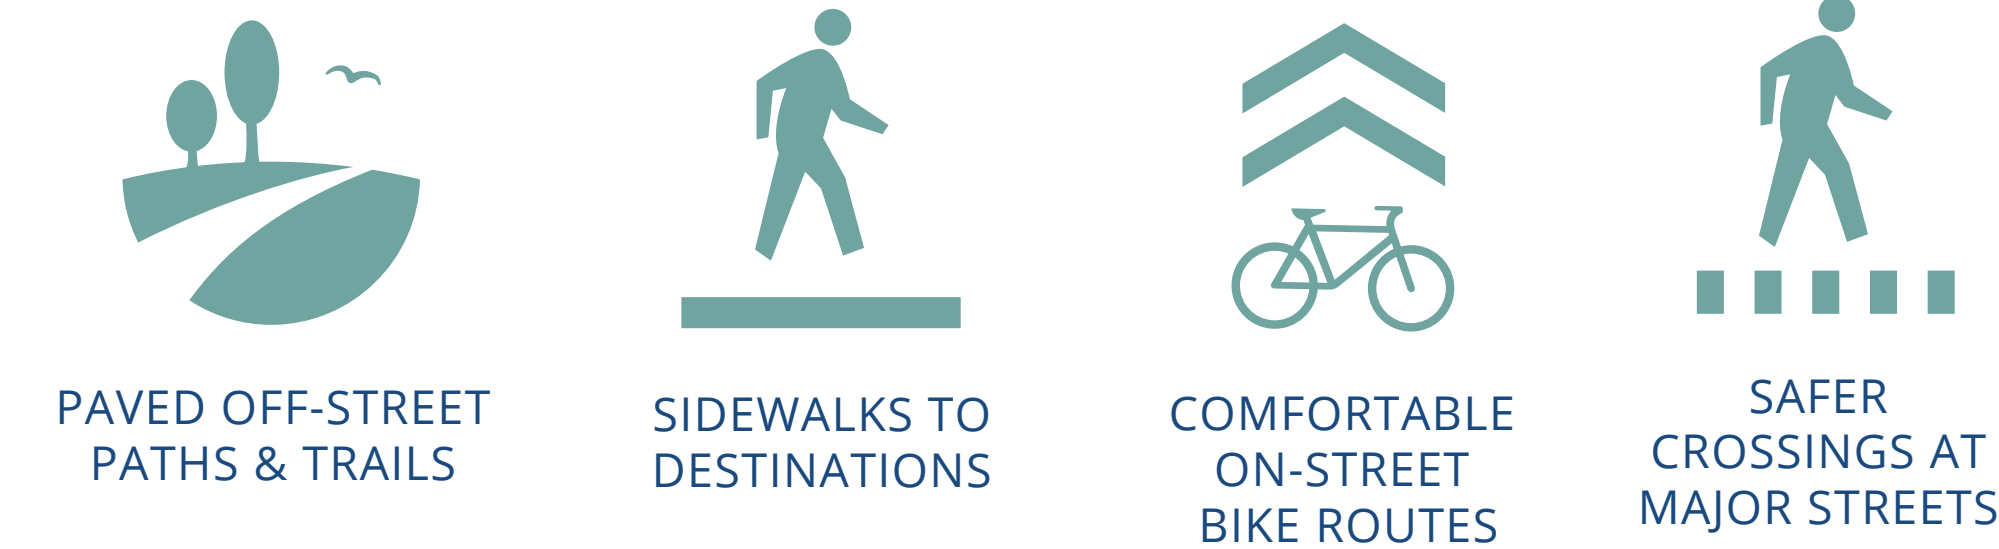 PAVED OFF-STREET
PATHS & TRAILS
SIDEWALKS TO
DESTINATIONS
COMFORTABLE
ON-STREET
BIKE ROUTES
SAFER
CROSSINGS AT
MAJOR STREETS